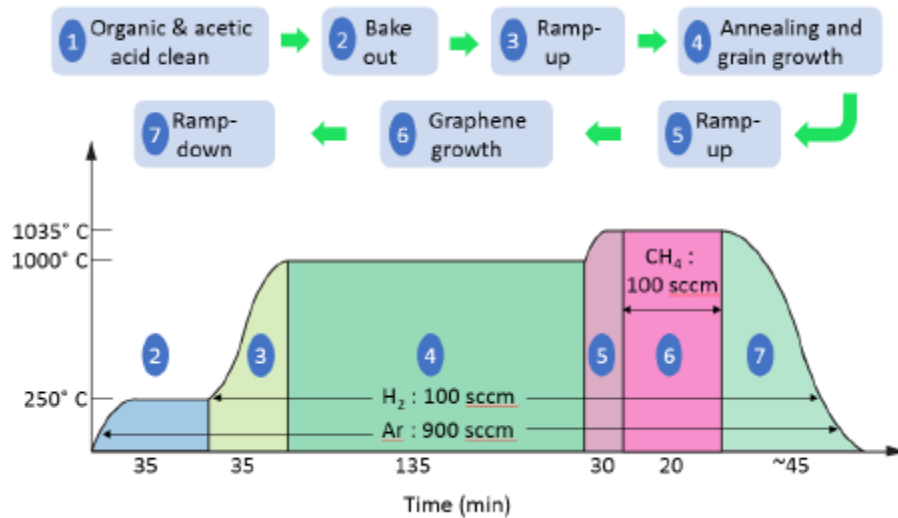 1 Organic & acetic acid clean
2 Bake out
3 Ramp-up
4 Annealing and grain growth
5 Ramp-up
6 Graphene growth
7 Ramp-down
1035° C
1000° C
250° C
2
3
4
5
6
7
CH₄ :
100 sccm
H₂ : 100 sccm
Ar : 900 sccm
35
35
135
30
20
~45
Time (min)